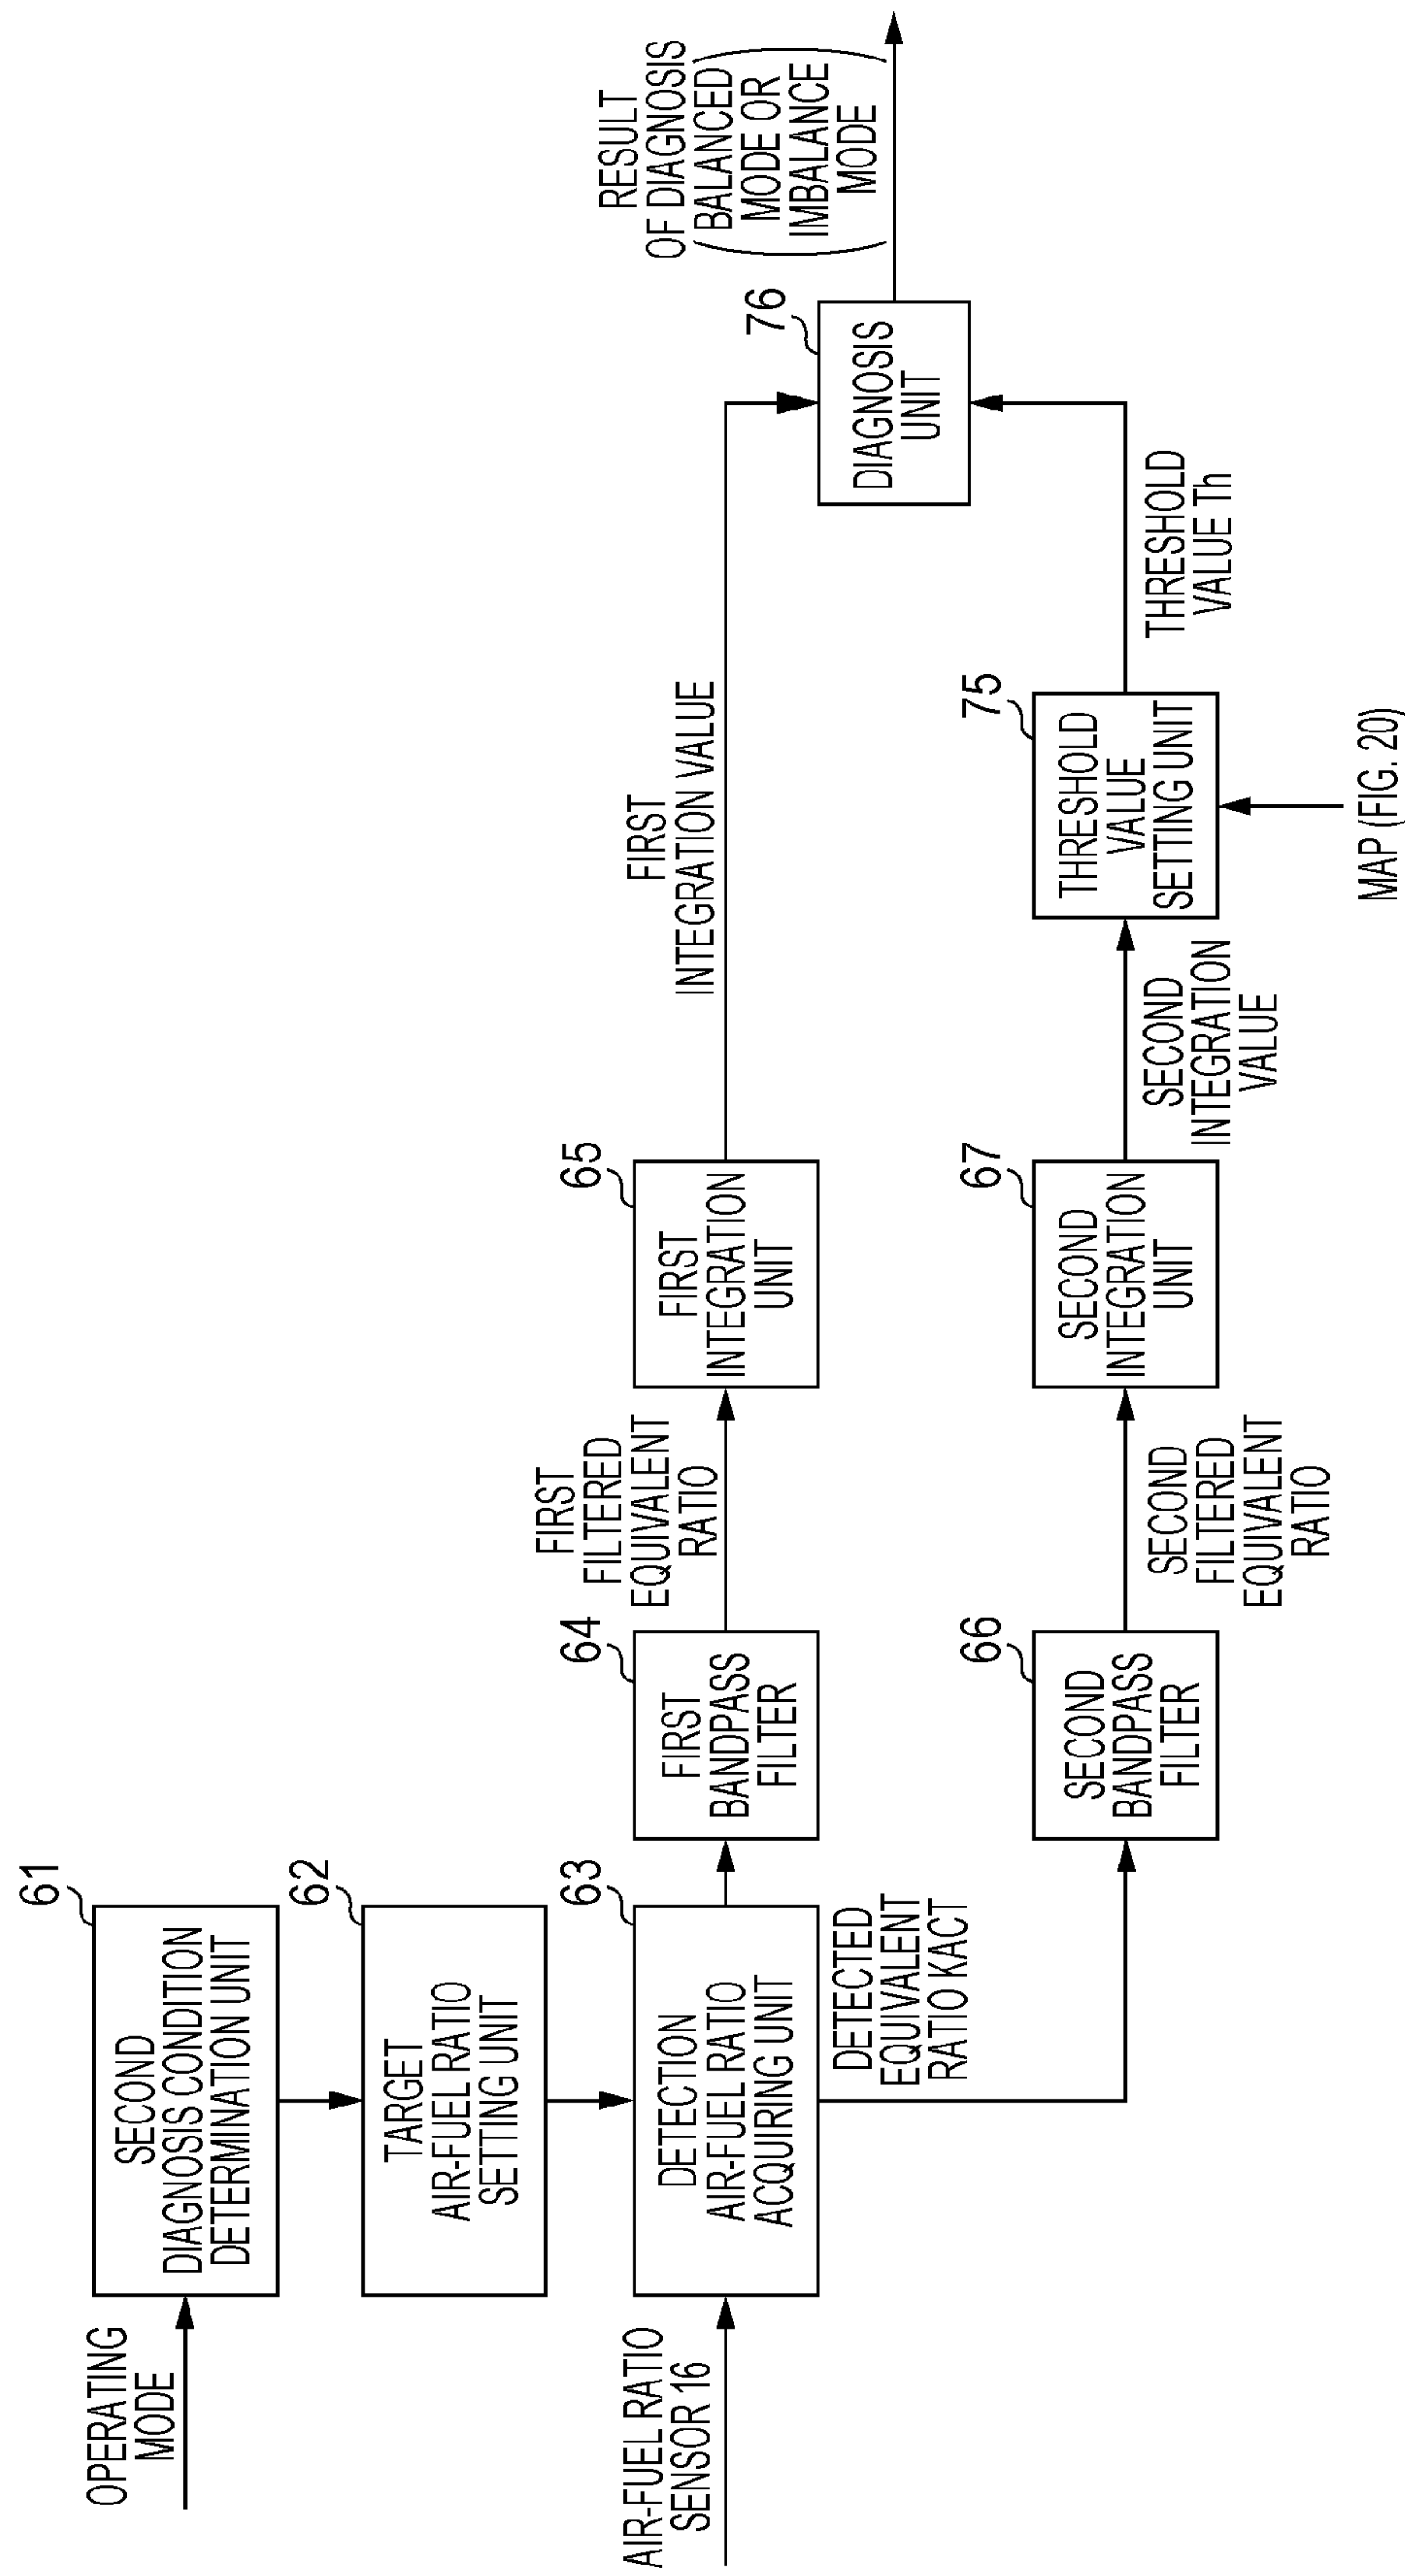 OPERATING
MODE
61
SECOND
DIAGNOSIS CONDITION
DETERMINATION UNIT
62
TARGET
AIR-FUEL RATIO
SETTING UNIT
AIR-FUEL RATIO
SENSOR 16
63
DETECTION
AIR-FUEL RATIO
ACQUIRING UNIT
DETECTED
EQUIVALENT
RATIO KACT
64
FIRST
BANDPASS
FILTER
FIRST
FILTERED
EQUIVALENT
RATIO
65
FIRST
INTEGRATION
UNIT
FIRST
INTEGRATION VALUE
66
SECOND
BANDPASS
FILTER
SECOND
FILTERED
EQUIVALENT
RATIO
67
SECOND
INTEGRATION
UNIT
SECOND
INTEGRATION
VALUE
75
THRESHOLD
VALUE
SETTING UNIT
MAP (FIG. 20)
THRESHOLD
VALUE Th
76
DIAGNOSIS
UNIT
RESULT
OF DIAGNOSIS
(BALANCED
MODE OR
IMBALANCE
MODE)